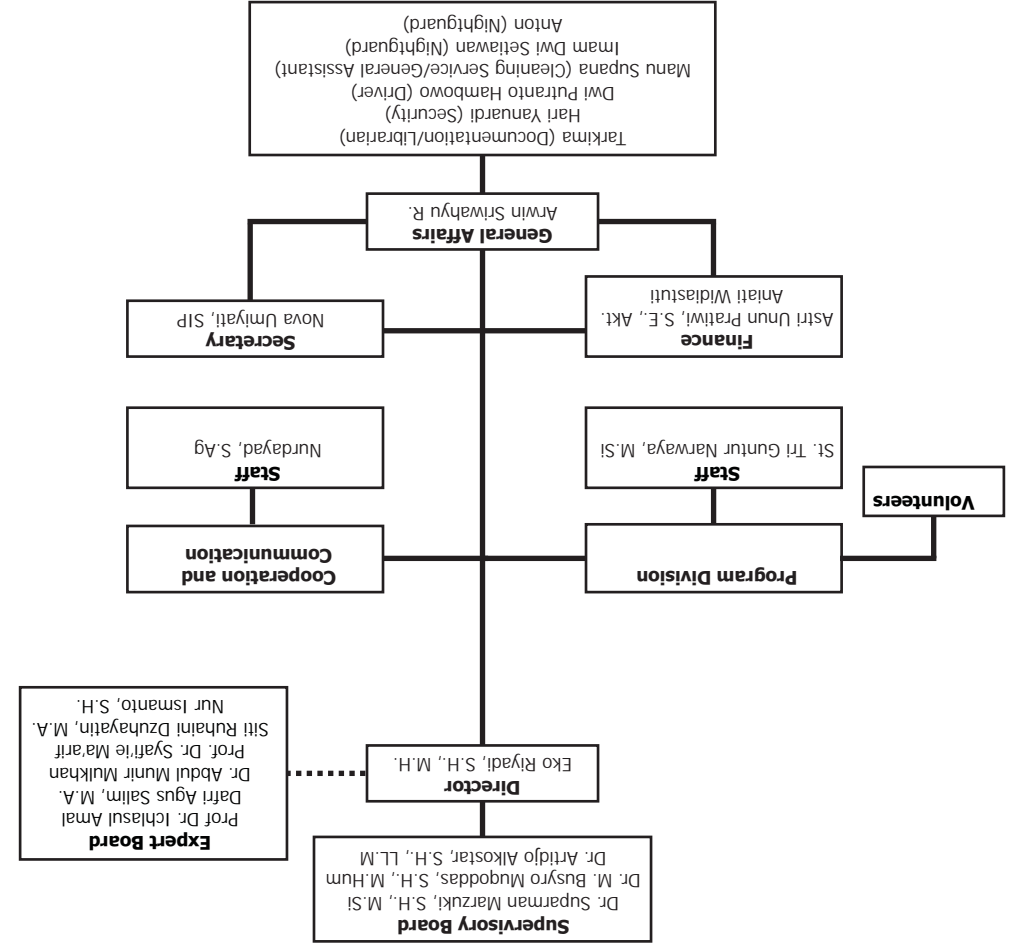 Supervisory Board
Dr. Suparman Marzuki, S.H., M.Si
Dr. M. Busyro Muqoddas, S.H., M.Hum
Dr. Artidjo Alkostar, S.H., LL.M
Director
Eko Riyadi, S.H., M.H.
Expert Board
Prof Dr. Ichlasul Amal
Dafri Agus Salim, M.A.
Dr. Abdul Munir Mulkhan
Prof. Dr. Syafi'ie Ma'arif
Siti Ruhaini Dzuhayatin, M.A.
Nur Ismanto, S.H.
Program Division
Cooperation and
Communication
Volunteers
Staff
St. Tri Guntur Narwaya, M.Si
Staff
Nurdayad, S.Ag
Finance
Astri Unun Pratiwi, S.E., Akt.
Aniati Widiastuti
Secretary
Nova Umiyati, SIP
General Affairs
Arwin Sriwahyu R.
Tarkima (Documentation/Librarian)
Hari Yanuardi (Security)
Dwi Putranto Hambowo (Driver)
Manu Supana (Cleaning Service/General Assistant)
Imam Dwi Setiawan (Nightguard)
Anton (Nightguard)